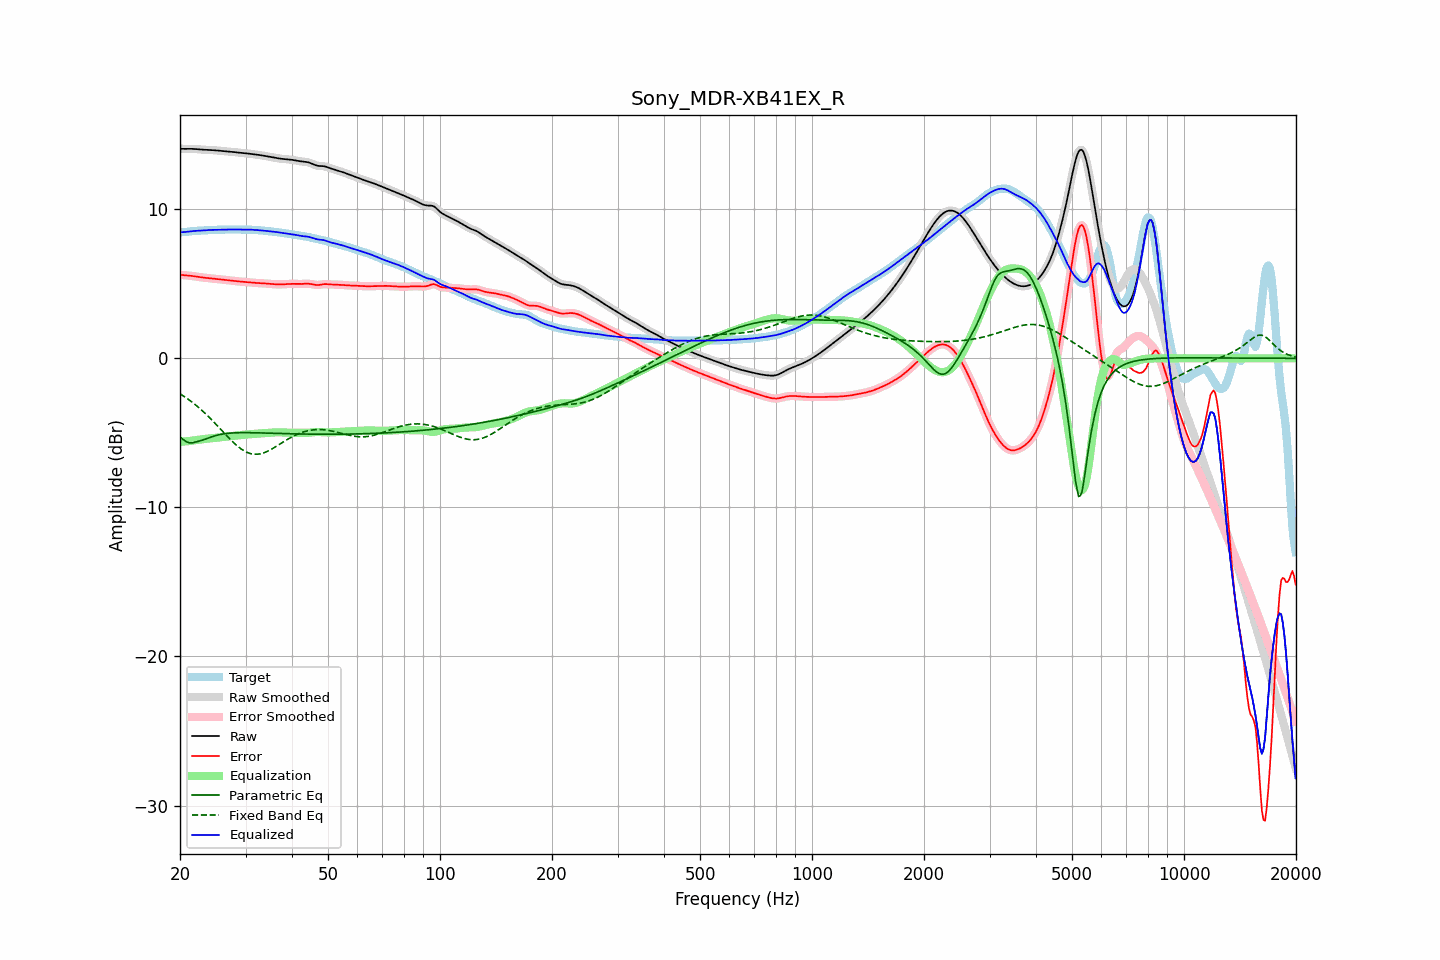 Sony_MDR-XB41EX_R
Amplitude (dBr)
10
0
−10
−20
−30
Target
Raw Smoothed
Error Smoothed
Raw
Error
Equalization
Parametric Eq
Fixed Band Eq
Equalized
20 50 100 200 500 1000 2000 5000 10000 20000
Frequency (Hz)